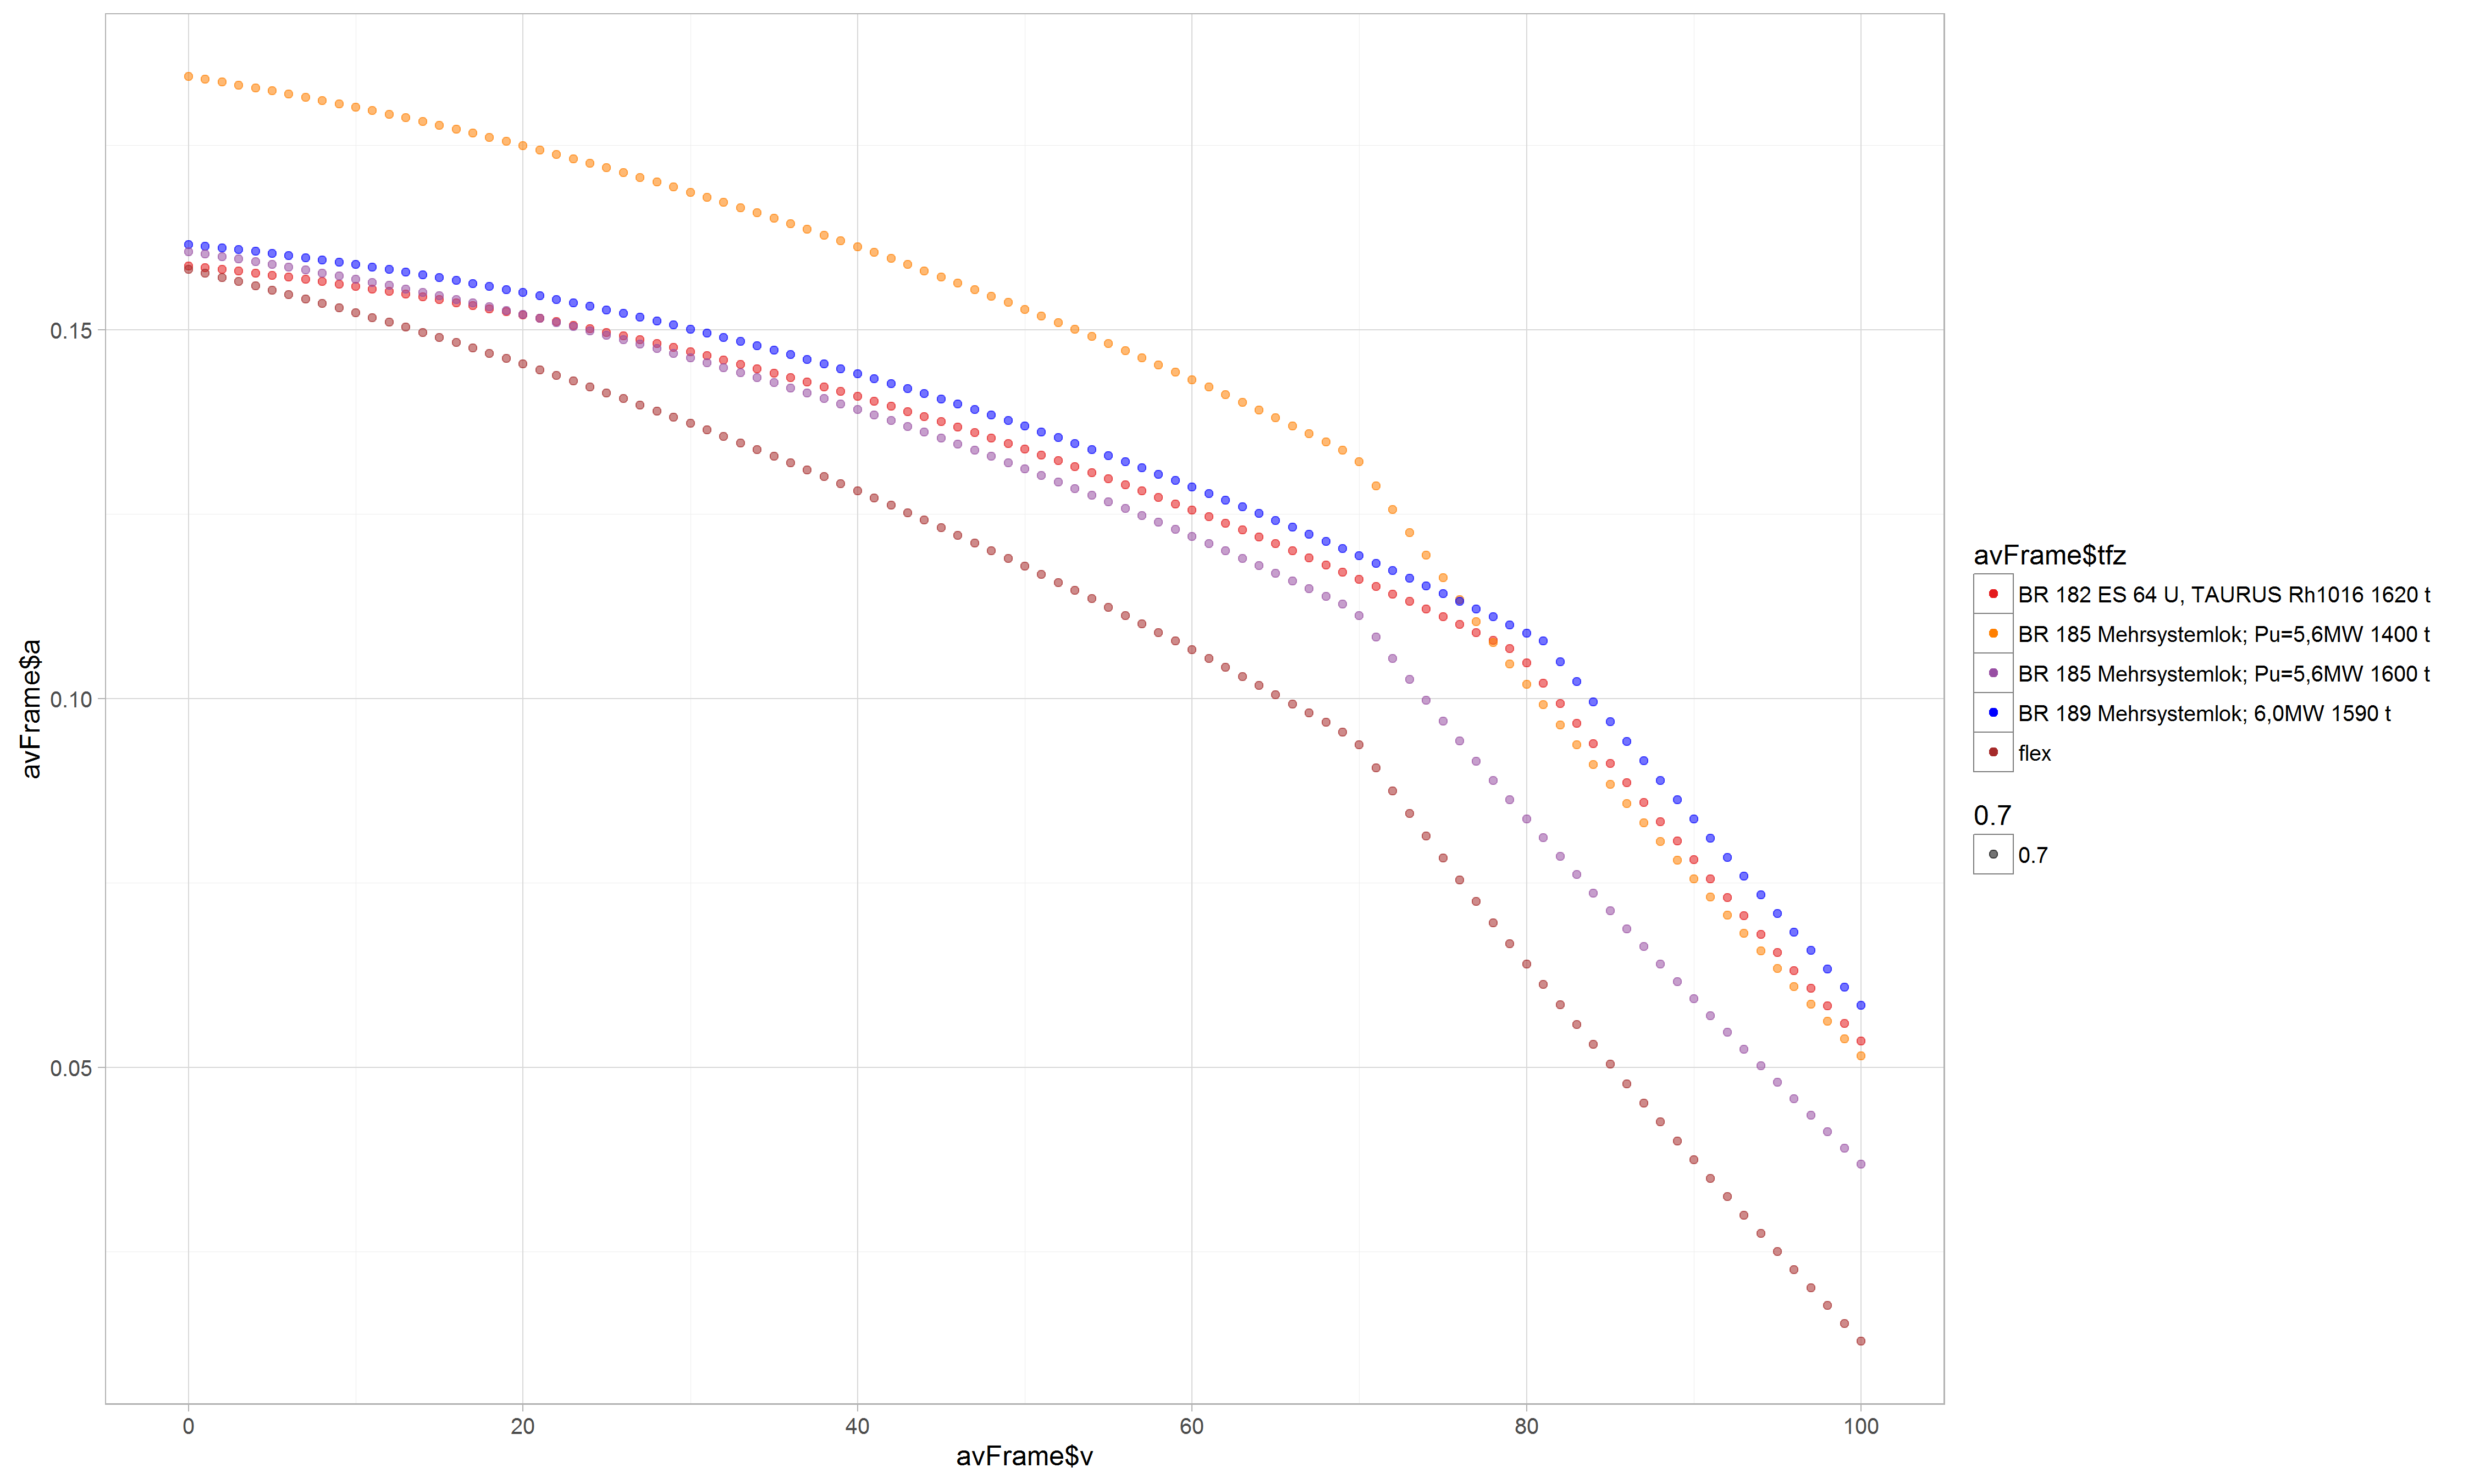 0.15
0.10
0.05
avFrame$a
0 20 40 60 80 100
avFrame$v
avFrame$tfz
BR 182 ES 64 U, TAURUS Rh1016 1620 t
BR 185 Mehrsystemlok; Pu=5,6MW 1400 t
BR 185 Mehrsystemlok; Pu=5,6MW 1600 t
BR 189 Mehrsystemlok; 6,0MW 1590 t
flex
0.7
0.7